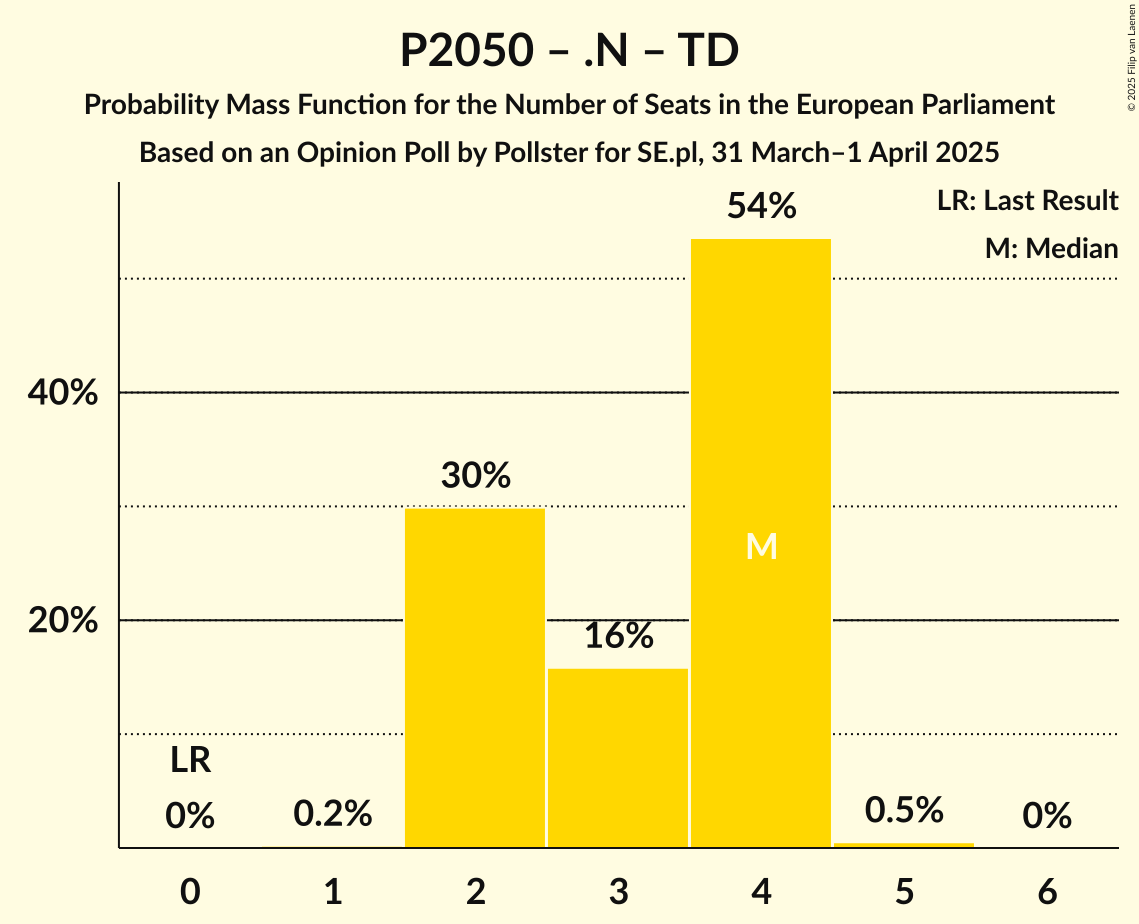 P2050 – .N – TD
Probability Mass Function for the Number of Seats in the European Parliament
Based on an Opinion Poll by Pollster for SE.pl, 31 March–1 April 2025
© 2025 Filip van Laenen
LR: Last Result
M: Median
54%
40%
30%
M
20%
16%
LR
0%
0.2%
0.5%
0%
0 1 2 3 4 5 6